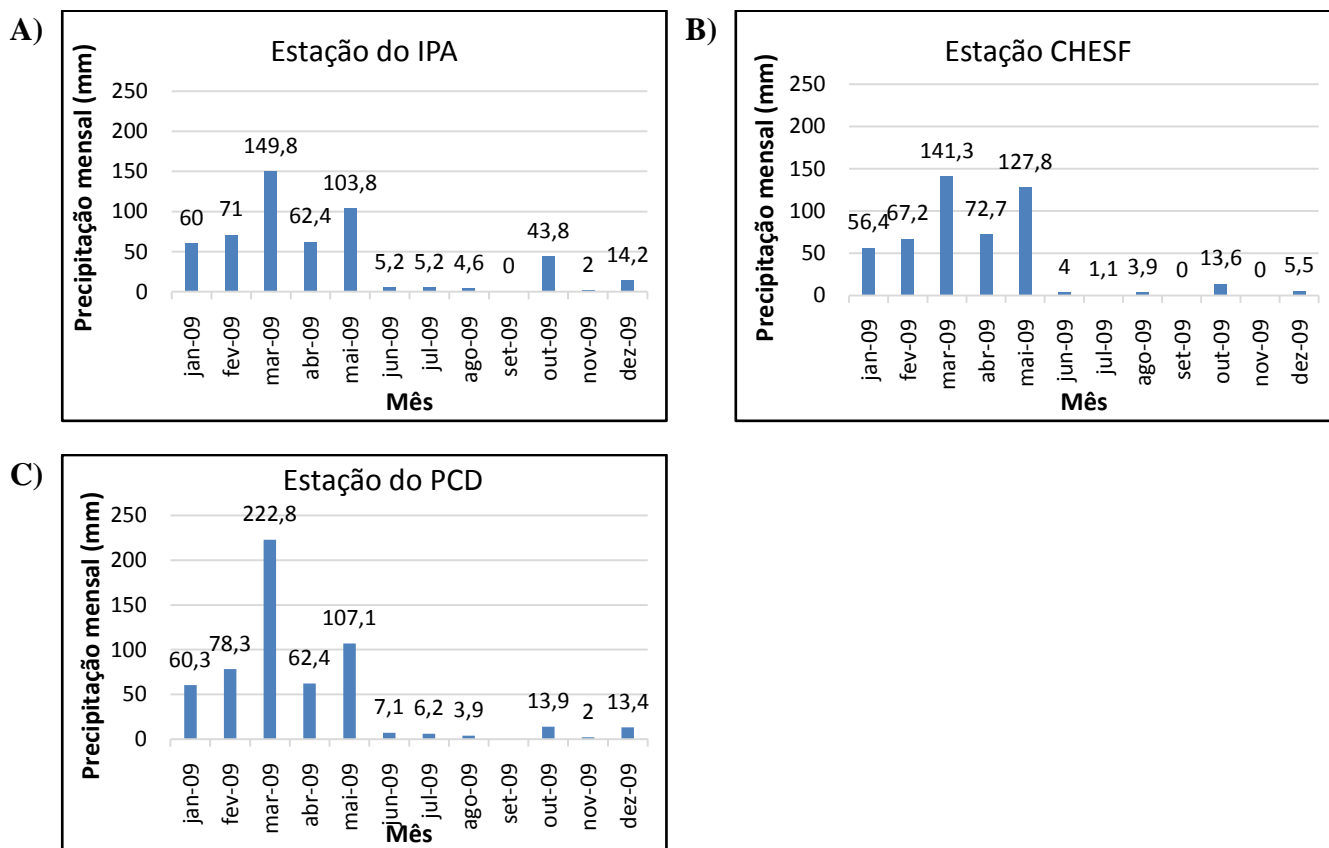 A)
Estação do IPA
Precipitação mensal (mm)
250
200
150
100
50
0
60
71
149,8
62,4
103,8
5,2
5,2
4,6
0
43,8
2
14,2
jan-09
fev-09
mar-09
abr-09
mai-09
jun-09
jul-09
ago-09
set-09
out-09
nov-09
dez-09
Mês
B)
Estação CHESF
Precipitação mensal (mm)
250
200
150
100
50
0
56,4
67,2
141,3
72,7
127,8
4
1,1
3,9
0
13,6
0
5,5
jan-09
fev-09
mar-09
abr-09
mai-09
jun-09
jul-09
ago-09
set-09
out-09
nov-09
dez-09
Mês
C)
Estação do PCD
Precipitação mensal (mm)
250
200
150
100
50
0
60,3
78,3
222,8
62,4
107,1
7,1
6,2
3,9
13,9
2
13,4
jan-09
fev-09
mar-09
abr-09
mai-09
jun-09
jul-09
ago-09
set-09
out-09
nov-09
dez-09
Mês